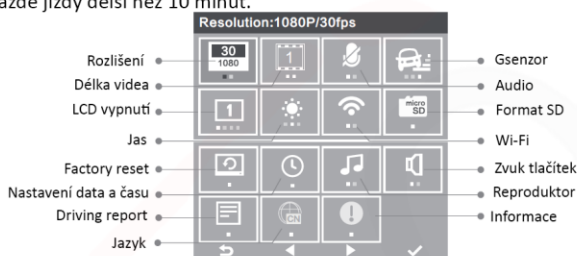 aždé jízdy delší než 10 minut.
Resolution:1080P/30fps
30
1080
1
micro
SD
1
CN
Rozlišení
Délka videa
LCD vypnutí
Jas
Factory reset
Nastavení data a času
Driving report
Jazyk
Gsenzor
Audio
Format SD
Wi-Fi
Zvuk tlačítek
Reproduktor
Informace